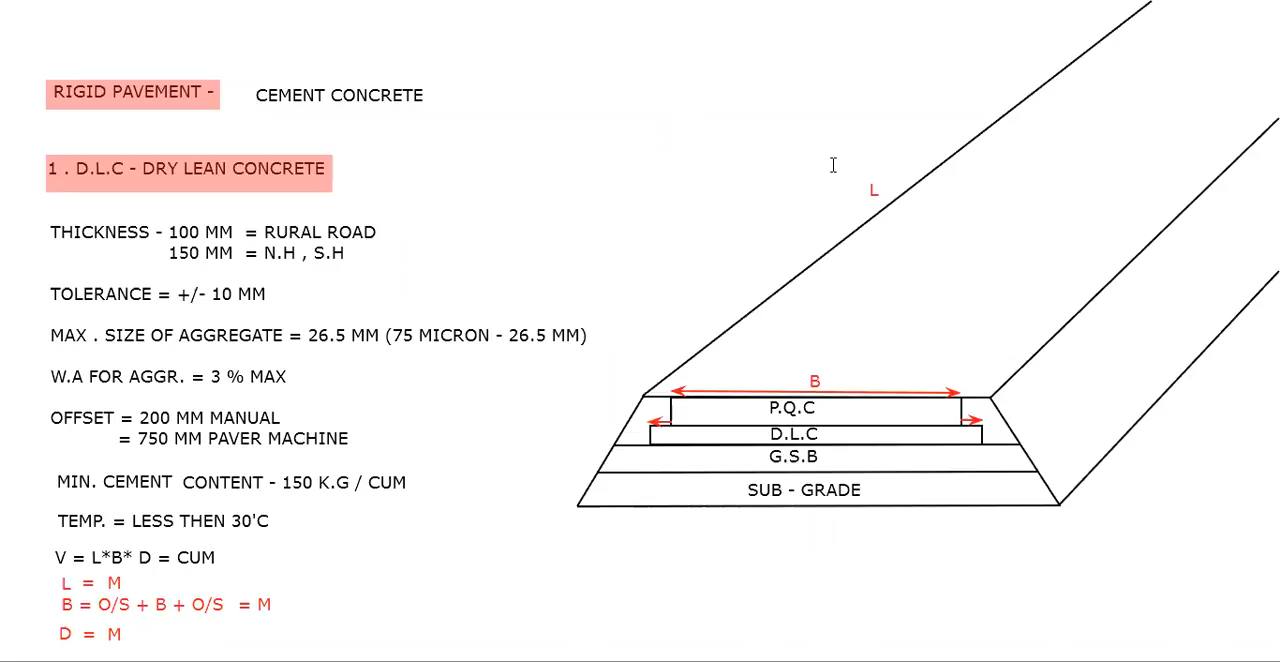 RIGID PAVEMENT - CEMENT CONCRETE
1 . D.L.C - DRY LEAN CONCRETE
THICKNESS - 100 MM = RURAL ROAD
150 MM = N.H , S.H
TOLERANCE = +/- 10 MM
MAX . SIZE OF AGGREGATE = 26.5 MM (75 MICRON - 26.5 MM)
W.A FOR AGGR. = 3 % MAX
OFFSET = 200 MM MANUAL
= 750 MM PAVER MACHINE
MIN. CEMENT CONTENT - 150 K.G / CUM
TEMP. = LESS THEN 30'C
V = L*B* D = CUM
L = M
B = O/S + B + O/S = M
D = M
L
B
P.Q.C
D.L.C
G.S.B
SUB - GRADE